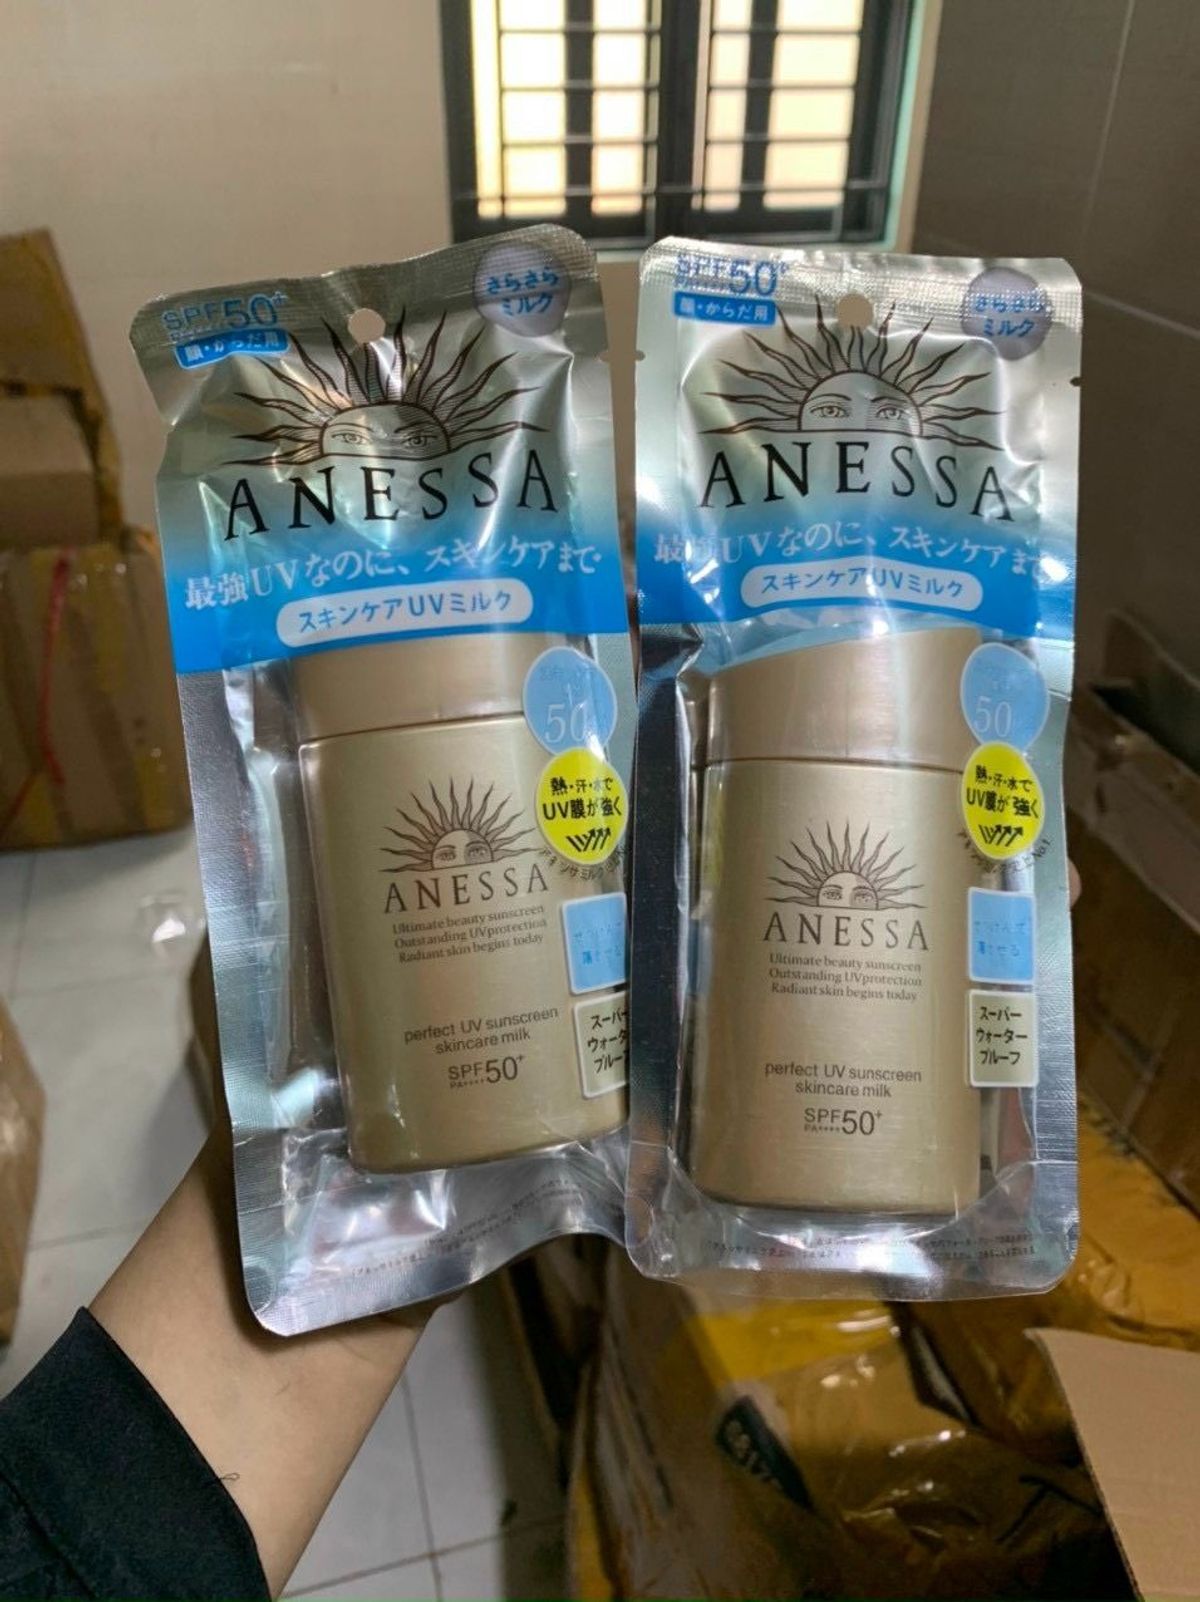 SPF50+
顔・からだ用
さらさら
ミルク
ANESSA
最強UVなのに、スキンケアまで
スキンケアUVミルク
50
熱・汗・水で
UV膜が強く
ANESSA
Ultimate beauty sunscreen
Outstanding UVprotection
Radiant skin begins today
スーパー
ウォーター
プルーフ
perfect UV sunscreen
skincare milk
SPF50+
PA++++
SPF50+
顔・からだ用
さらさら
ミルク
ANESSA
最強UVなのに、スキンケアまで
スキンケアUVミルク
50
熱・汗・水で
UV膜が強く
ANESSA
Ultimate beauty sunscreen
Outstanding UVprotection
Radiant skin begins today
スーパー
ウォーター
プルーフ
perfect UV sunscreen
skincare milk
SPF50+
PA++++